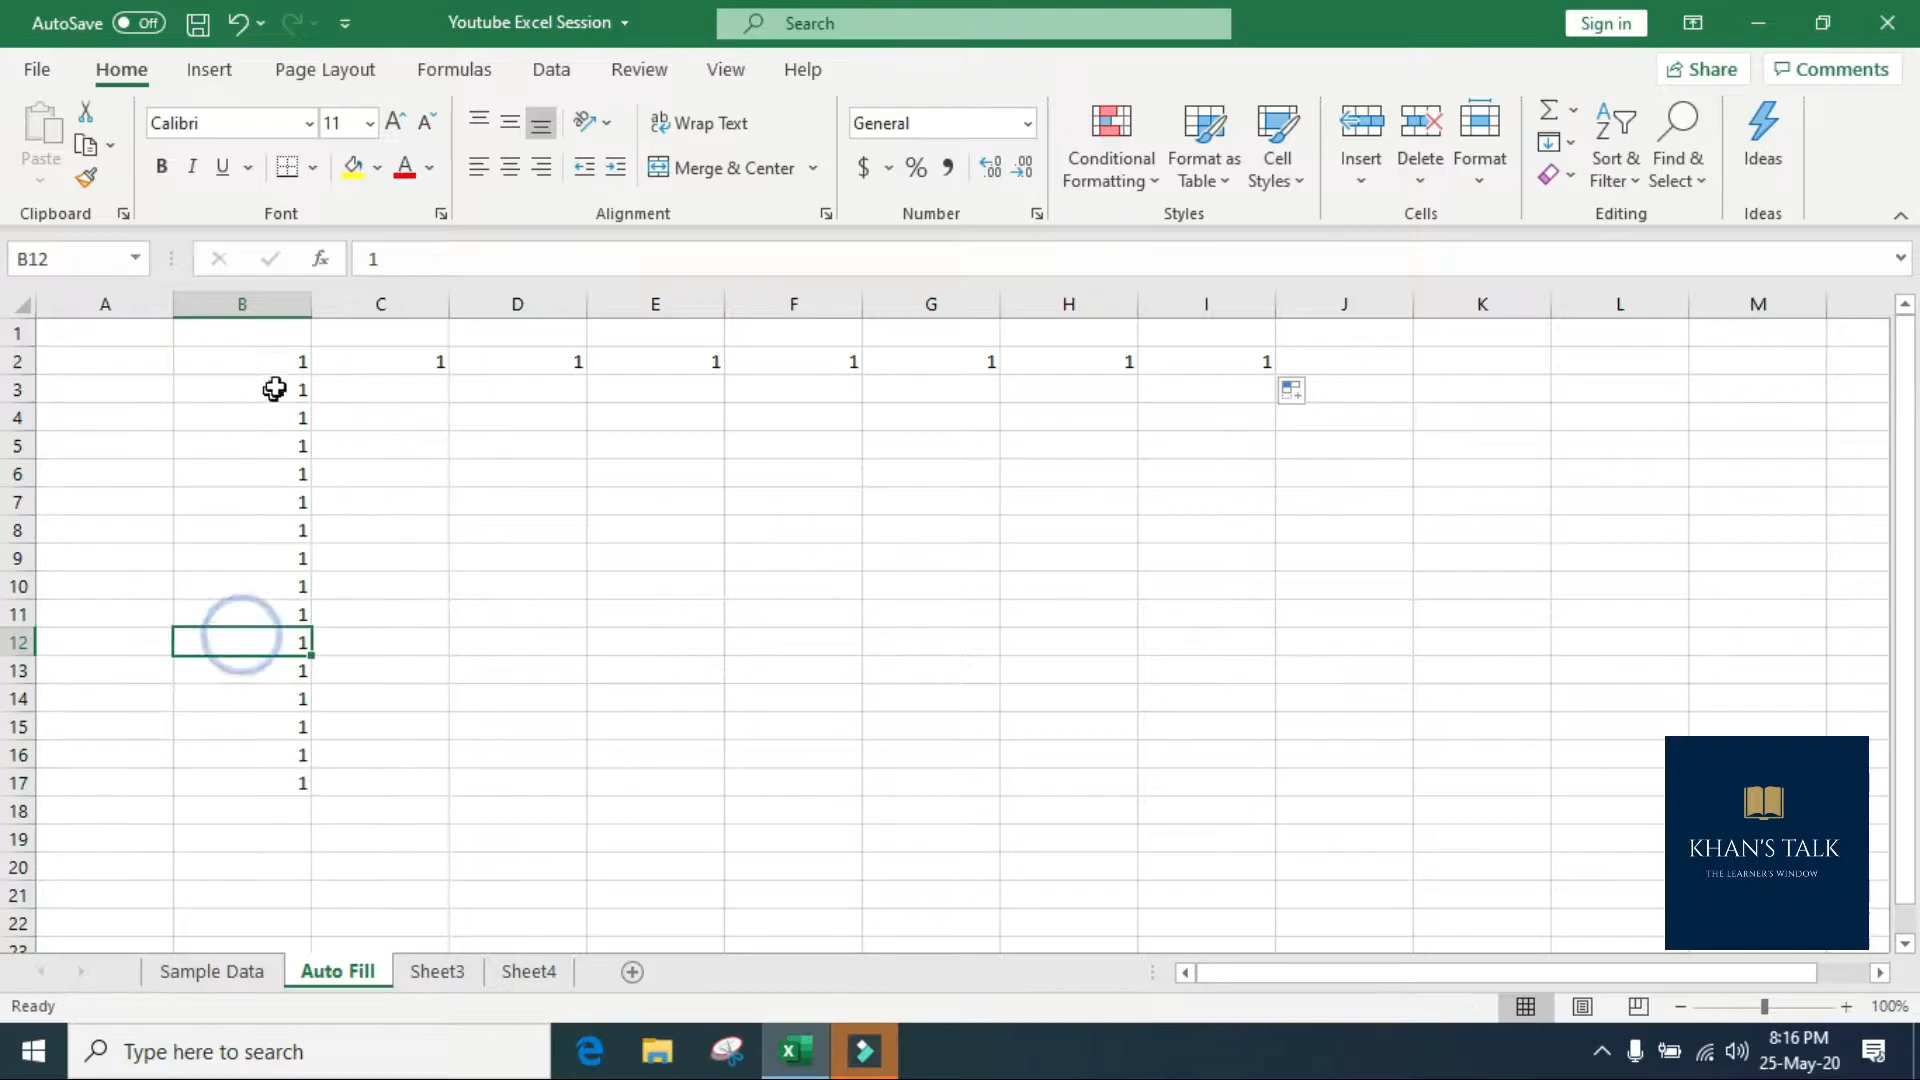 AutoSave Off Youtube Excel Session Search Sign in
File Home Insert Page Layout Formulas Data Review View Help Share Comments
Paste
Clipboard
Calibri 11
B I U A
Font
ab Wrap Text
Merge & Center
Alignment
General
$ % ,
Number
Conditional Formatting
Format as Table
Cell Styles
Styles
Insert Delete Format
Cells
Sort & Filter
Find & Select
Editing
Ideas
Ideas
B12 fx 1
A B C D E F G H I J K L M
1
2 1 1 1 1 1 1 1 1
3 1
4 1
5 1
6 1
7 1
8 1
9 1
10 1
11 1
12 1
13 1
14 1
15 1
16 1
17 1
18
19
20
21
22
23
KHAN'S TALK
THE LEARNER'S WINDOW
Sample Data Auto Fill Sheet3 Sheet4
Ready 100%
Type here to search
8:16 PM
25-May-20